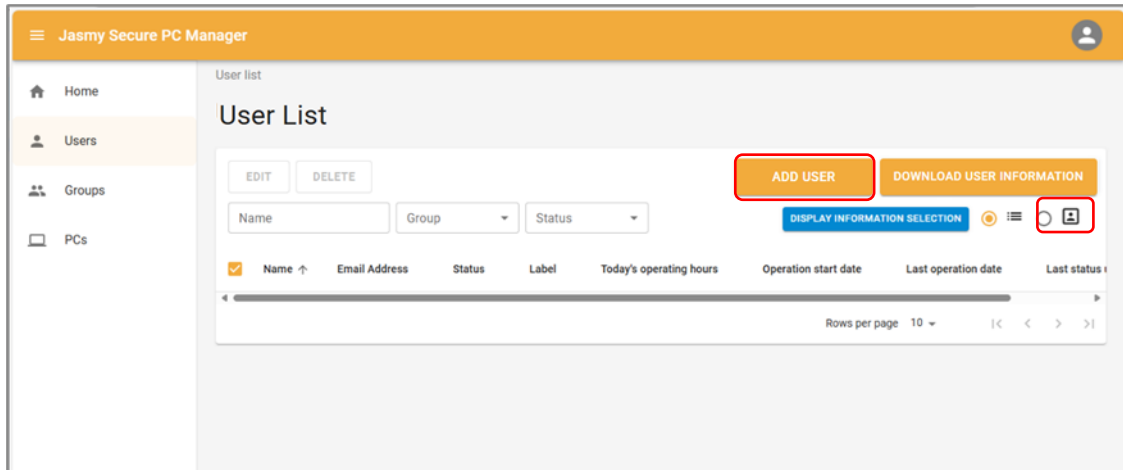 Jasmy Secure PC Manager
Home
Users
Groups
PCs
User list
User List
EDIT DELETE ADD USER DOWNLOAD USER INFORMATION
Name Group Status DISPLAY INFORMATION SELECTION
Name Email Address Status Label Today's operating hours Operation start date Last operation date Last status
Rows per page 10